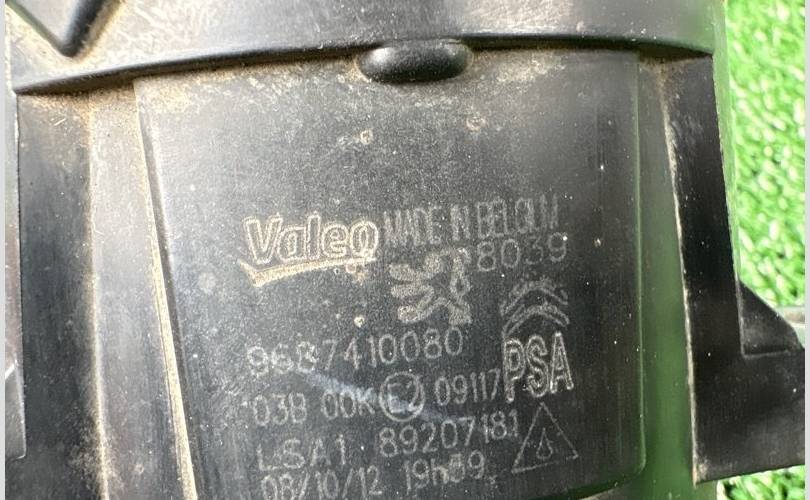 Valeo MADE IN BELGIUM
8039
9687410080
PSA
03B 00K E2 09117
LSA1 89207181
08/10/12 19h59